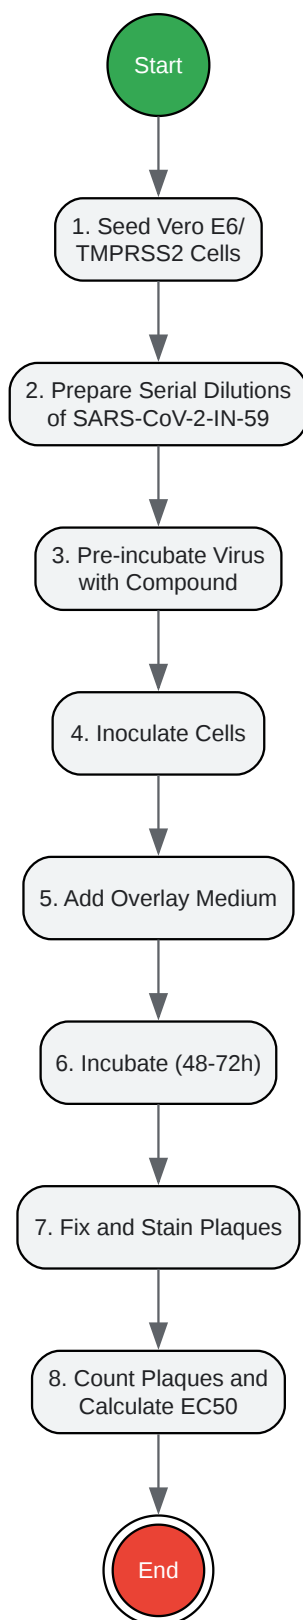 Start
1. Seed Vero E6/
TMPRSS2 Cells
2. Prepare Serial Dilutions
of SARS-CoV-2-IN-59
3. Pre-incubate Virus
with Compound
4. Inoculate Cells
5. Add Overlay Medium
6. Incubate (48-72h)
7. Fix and Stain Plaques
8. Count Plaques and
Calculate EC50
End